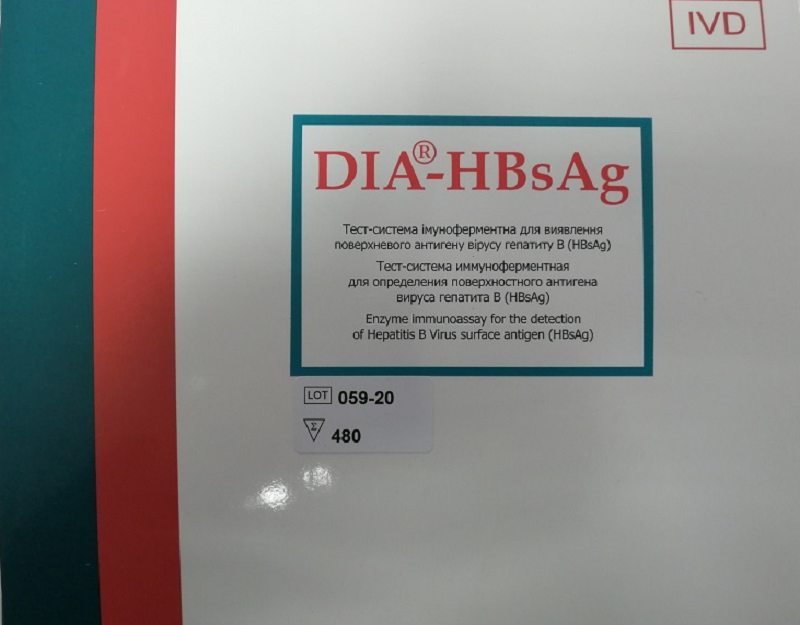 IVD
DIA®-HBsAg
Тест-система імуноферментна для виявлення
поверхневого антигену вірусу гепатиту В (HBsAg)
Тест-система иммуноферментная
для определения поверхностного антигена
вируса гепатита В (HBsAg)
Enzyme immunoassay for the detection
of Hepatitis B Virus surface antigen (HBsAg)
LOT 059-20
Σ 480